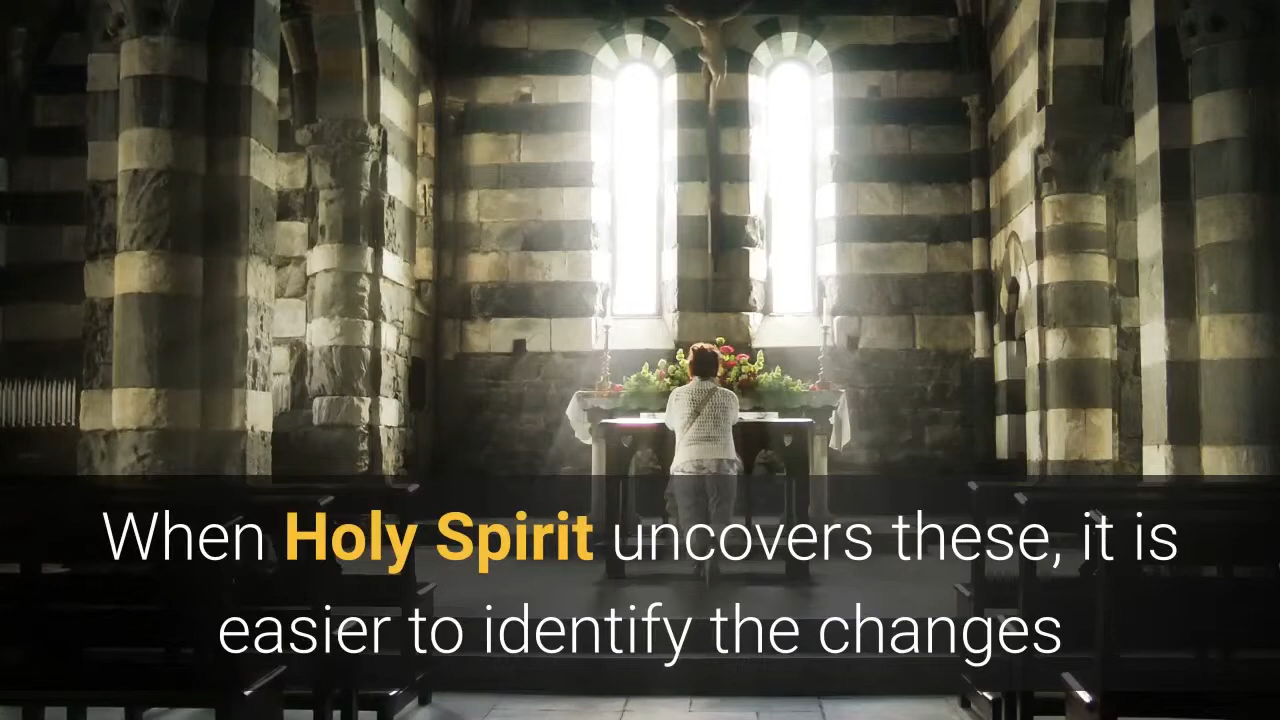 When Holy Spirit uncovers these, it is
easier to identify the changes